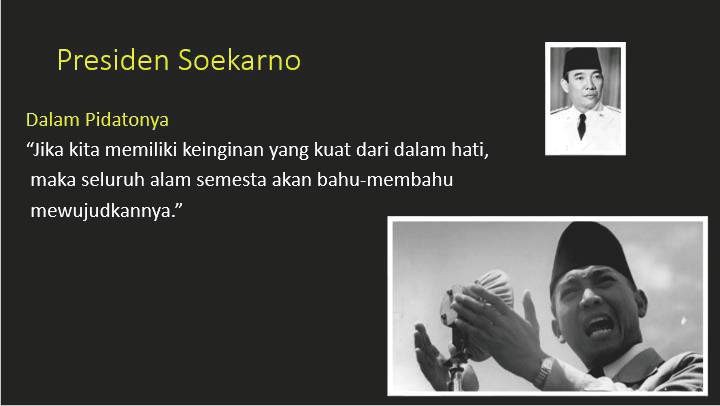 Presiden Soekarno
Dalam Pidatonya
“Jika kita memiliki keinginan yang kuat dari dalam hati,
maka seluruh alam semesta akan bahu-membahu
mewujudkannya.”